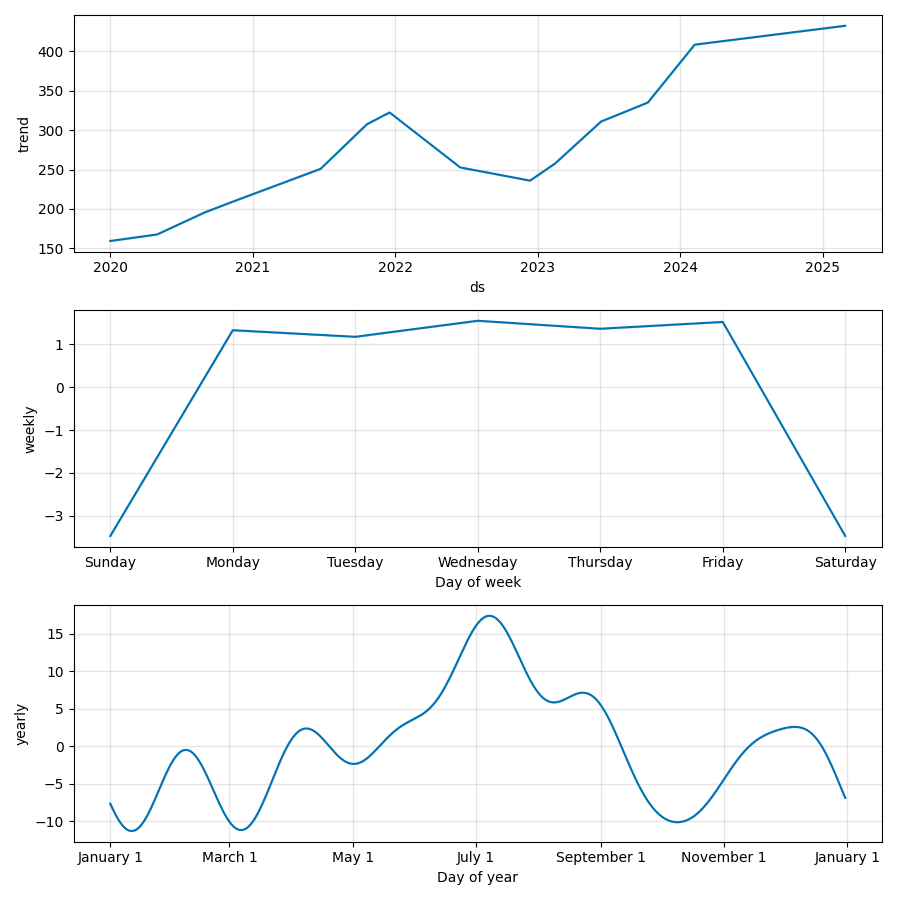 400
350
300
250
200
150
trend
2020 2021 2022 2023 2024 2025
ds
1
0
−1
−2
−3
weekly
Sunday Monday Tuesday Wednesday Thursday Friday Saturday
Day of week
15
10
5
0
−5
−10
yearly
January 1 March 1 May 1 July 1 September 1 November 1 January 1
Day of year